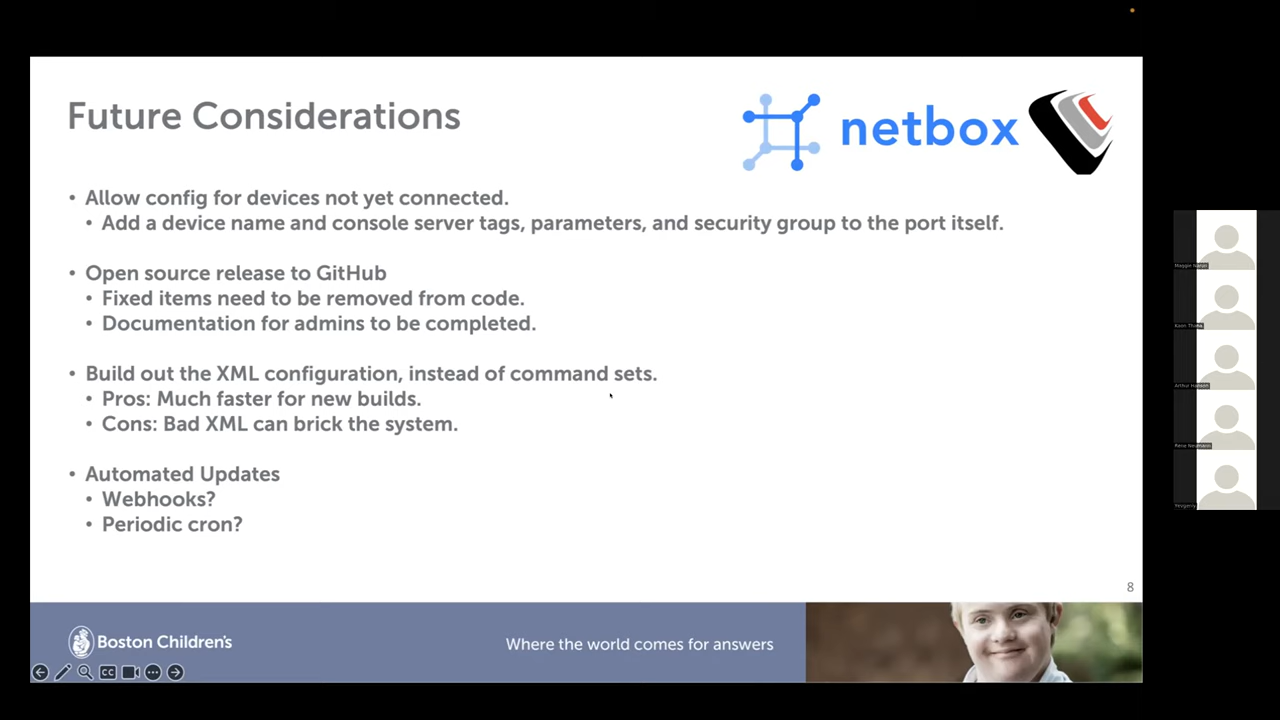 Future Considerations
netbox
• Allow config for devices not yet connected.
• Add a device name and console server tags, parameters, and security group to the port itself.
• Open source release to GitHub
• Fixed items need to be removed from code.
• Documentation for admins to be completed.
• Build out the XML configuration, instead of command sets.
• Pros: Much faster for new builds.
• Cons: Bad XML can brick the system.
• Automated Updates
• Webhooks?
• Periodic cron?
8
Boston Children's
Where the world comes for answers
CC